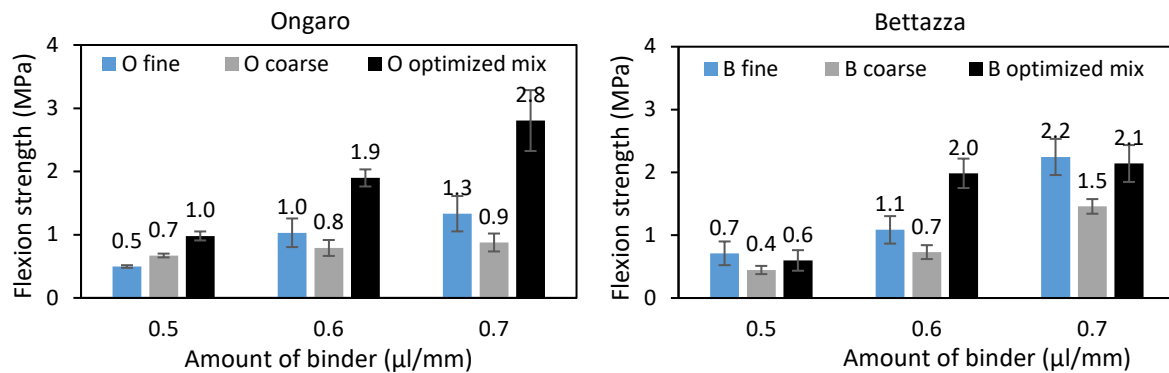 Ongaro
Flexion strength (MPa)
4
3
2
1
0
O fine O coarse O optimized mix
0.5 0.7 1.0
1.0 0.8 1.9
1.3 0.9 2.8
0.5 0.6 0.7
Amount of binder (µl/mm)
Bettazza
Flexion strength (MPa)
4
3
2
1
0
B fine B coarse B optimized mix
0.7 0.4 0.6
1.1 0.7 2.0
2.2 1.5 2.1
0.5 0.6 0.7
Amount of binder (µl/mm)